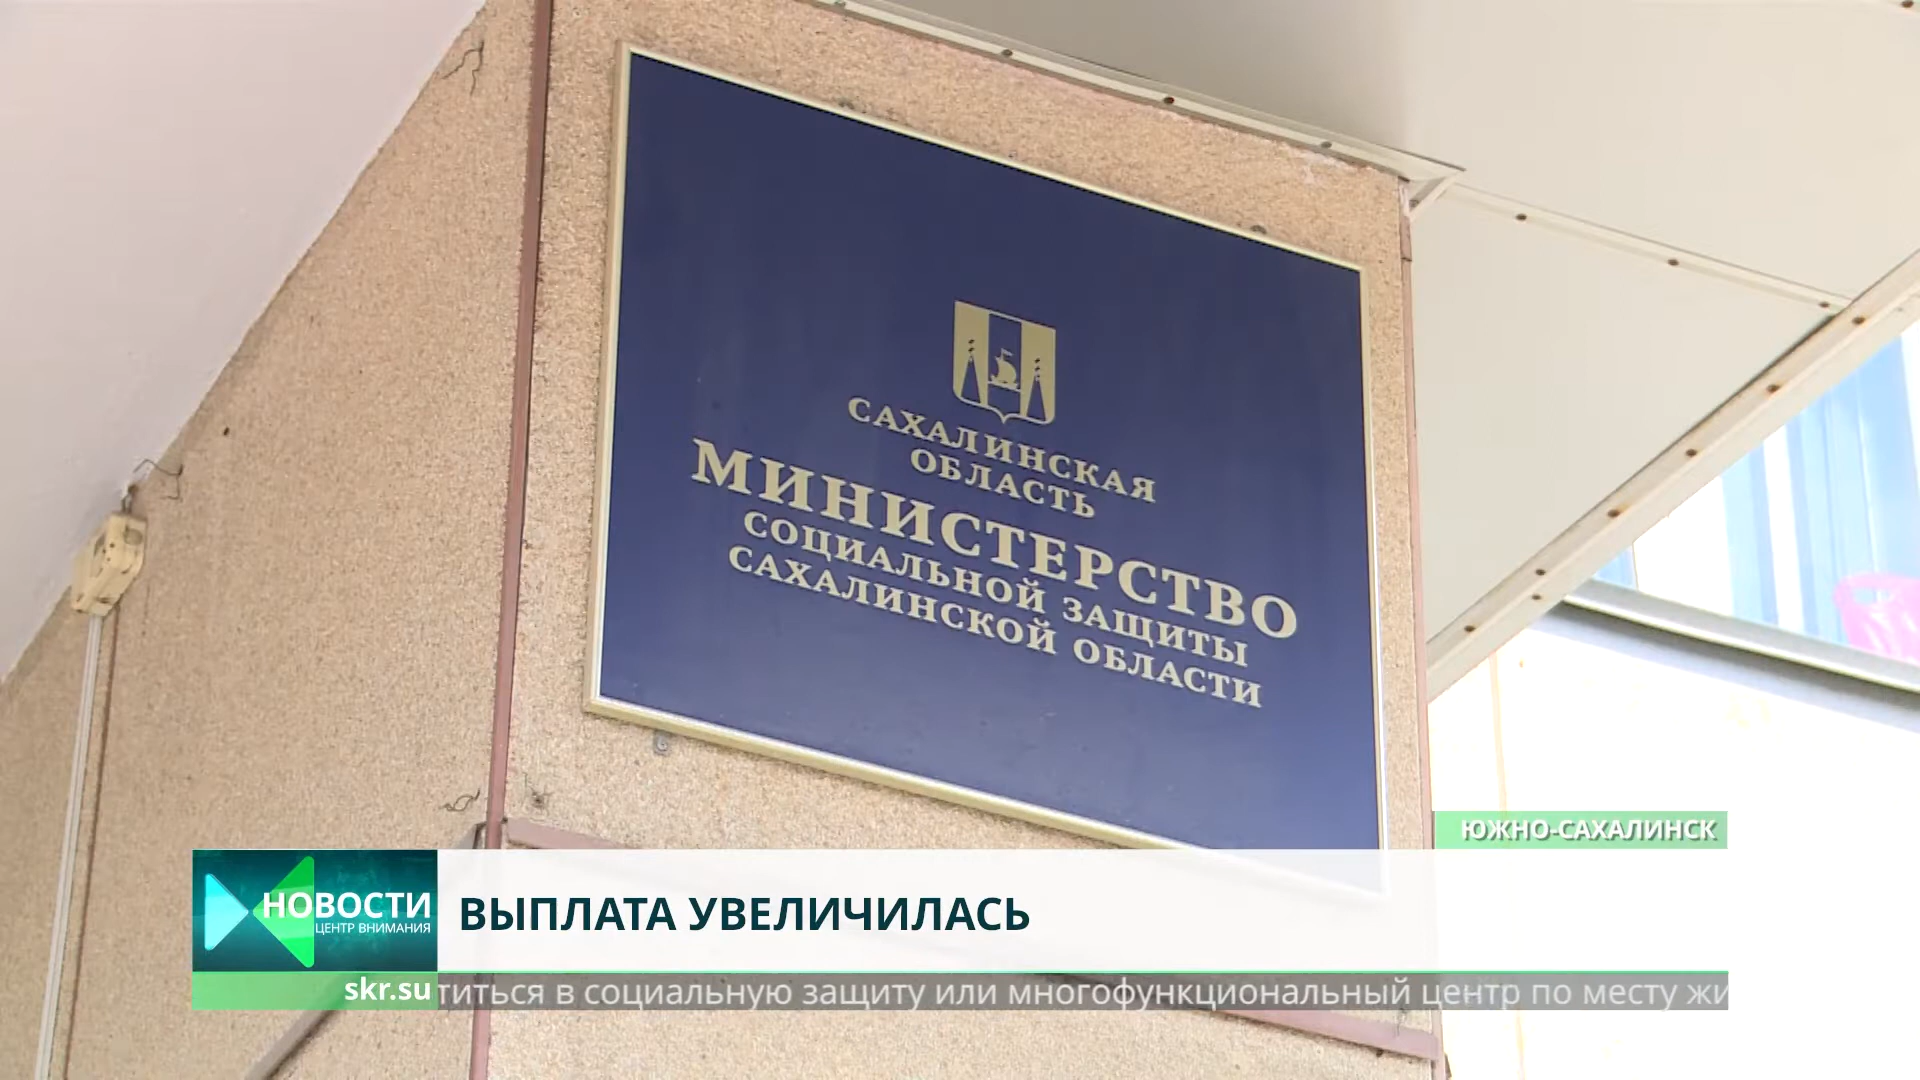 САХАЛИНСКАЯ
ОБЛАСТЬ
МИНИСТЕРСТВО
СОЦИАЛЬНОЙ ЗАЩИТЫ
САХАЛИНСКОЙ ОБЛАСТИ
ЮЖНО-САХАЛИНСК
НОВОСТИ
ЦЕНТР ВНИМАНИЯ
ВЫПЛАТА УВЕЛИЧИЛАСЬ
skr.su
титься в социальную защиту или многофункциональный центр по месту жи